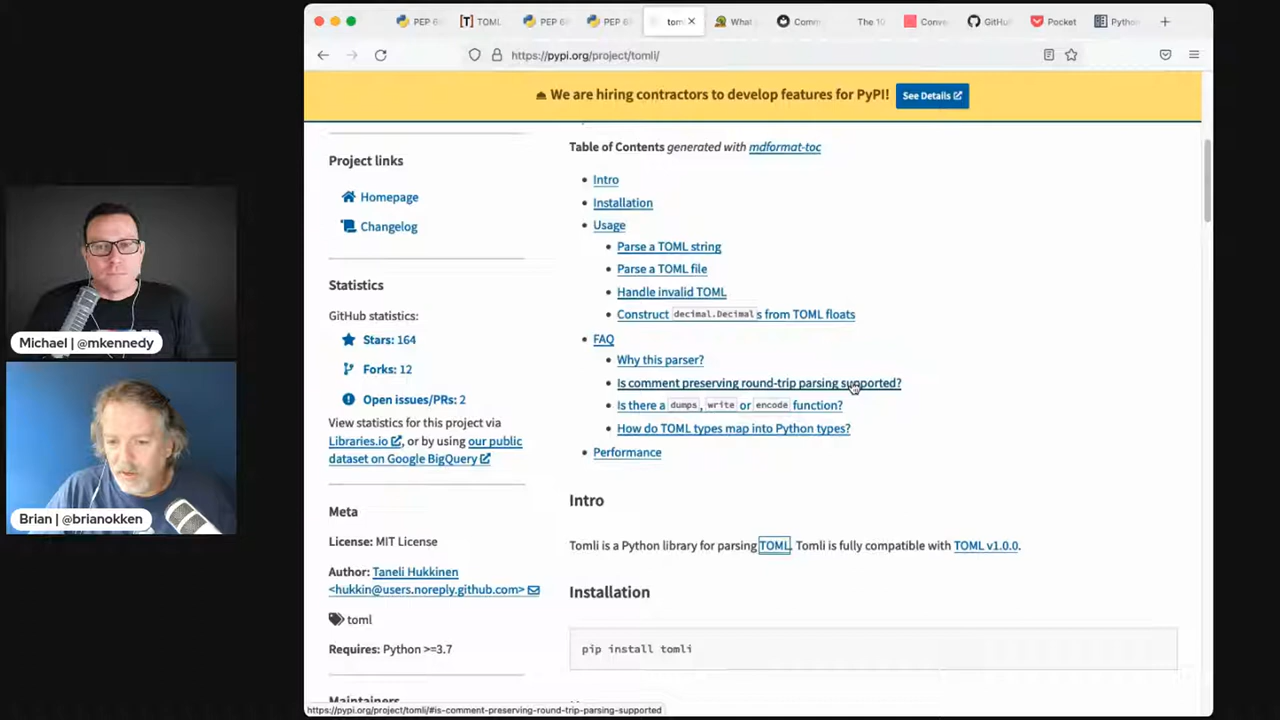 PEP 6
TOML
PEP 6
PEP 6
tom
What
Comm
The 10
Conve
GitHu
Pocket
Python
https://pypi.org/project/tomli/
We are hiring contractors to develop features for PyPI!
See Details
Table of Contents generated with mdformat-toc
Project links
Homepage
Changelog
Statistics
GitHub statistics:
Stars: 164
Forks: 12
Open issues/PRs: 2
View statistics for this project via
Libraries.io, or by using our public
dataset on Google BigQuery
Meta
License: MIT License
Author: Taneli Hukkinen
<hukkin@users.noreply.github.com>
toml
Requires: Python >=3.7
Maintainers
Intro
Installation
Usage
Parse a TOML string
Parse a TOML file
Handle invalid TOML
Construct decimal.Decimals from TOML floats
FAQ
Why this parser?
Is comment preserving round-trip parsing supported?
Is there a dumps, write or encode function?
How do TOML types map into Python types?
Performance
Intro
Tomli is a Python library for parsing TOML. Tomli is fully compatible with TOML v1.0.0.
Installation
pip install tomli
https://pypi.org/project/tomli/#is-comment-preserving-round-trip-parsing-supported
Michael | @mkennedy
Brian | @brianokken